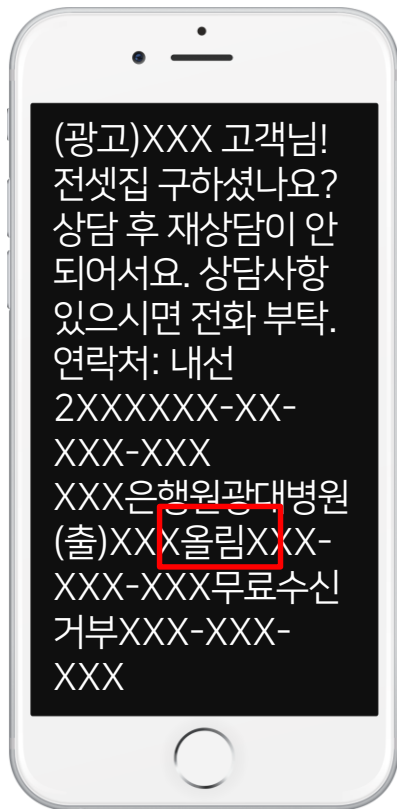 (광고)XXX 고객님!
전셋집 구하셨나요?
상담 후 재상담이 안
되어서요. 상담사항
있으시면 전화 부탁.
연락처: 내선
2XXXXXX-XX-
XXX-XXX
XXX은행원광대병원
(출)XXX올림XXX-
XXX-XXX무료수신
거부XXX-XXX-
XXX